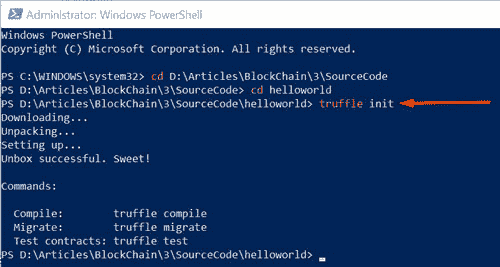 Administrator: Windows PowerShell
Windows PowerShell
Copyright (C) Microsoft Corporation. All rights reserved.
PS C:\WINDOWS\system32> cd D:\Articles\BlockChain\3\SourceCode
PS D:\Articles\BlockChain\3\SourceCode> cd helloworld
PS D:\Articles\BlockChain\3\SourceCode\helloworld> truffle init
Downloading...
Unpacking...
Setting up...
Unbox successful. Sweet!
Commands:
Compile: truffle compile
Migrate: truffle migrate
Test contracts: truffle test
PS D:\Articles\BlockChain\3\SourceCode\helloworld>